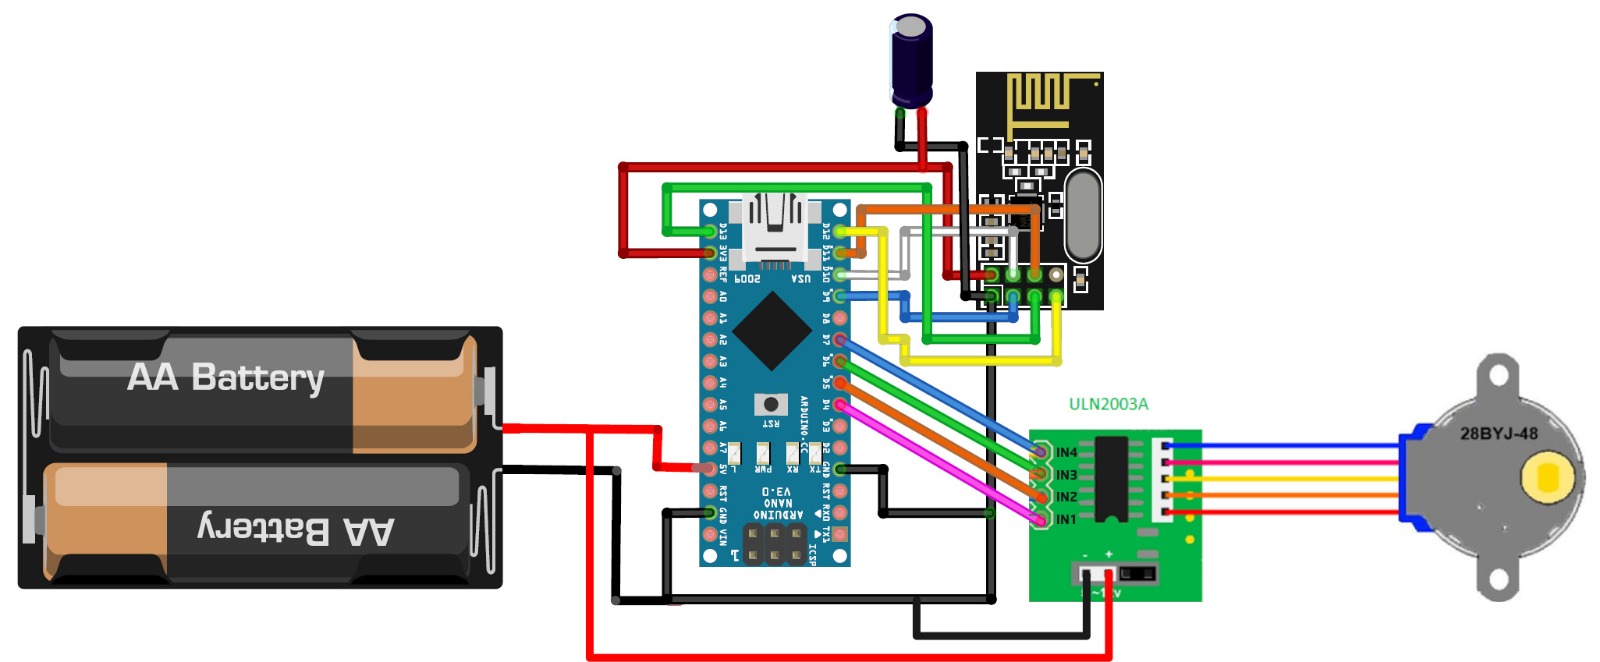 AA Battery
AA Battery
D13
3V3
REF
A0
A1
A2
A3
A4
A5
A6
A7
5V
RST
GND
VIN
2009
USA
D12
D11
D10
D9
D8
D7
D6
D5
D4
D3
D2
GND
RST
RX0
TX1
RST
ARDUINO.CC
L
PWR
RX
TX
ARDUINO
NANO
V3.0
ICSP
1
ULN2003A
IN4
IN3
IN2
IN1
- +
28BYJ-48